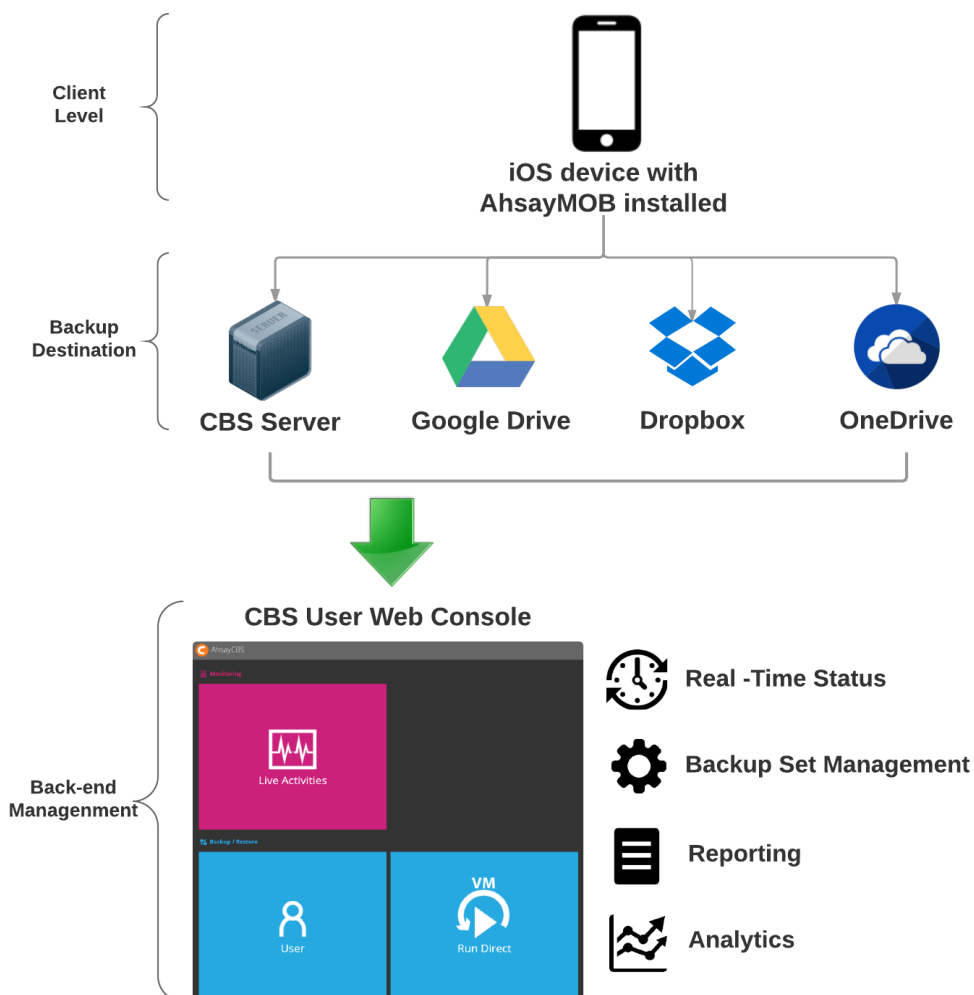 Client
Level
iOS device with
AhsayMOB installed
Backup
Destination
SERVER
CBS Server
Google Drive
Dropbox
OneDrive
CBS User Web Console
C AhsayCBS
Monitoring
Live Activities
Backup / Restore
User
VM
Run Direct
Back-end
Managenment
Real -Time Status
Backup Set Management
Reporting
Analytics